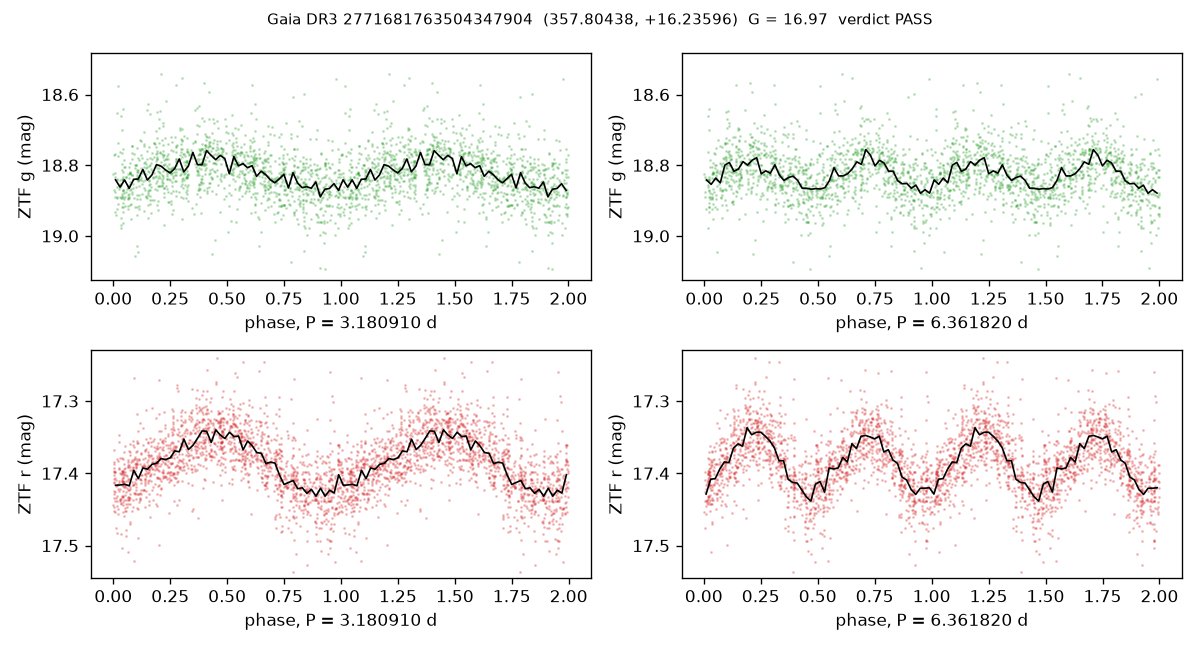 Gaia DR3 2771681763504347904 (357.80438, +16.23596) G = 16.97 verdict PASS
ZTF g (mag)
18.6
18.8
19.0
0.00 0.25 0.50 0.75 1.00 1.25 1.50 1.75 2.00
phase, P = 3.180910 d
ZTF g (mag)
18.6
18.8
19.0
0.00 0.25 0.50 0.75 1.00 1.25 1.50 1.75 2.00
phase, P = 6.361820 d
ZTF r (mag)
17.3
17.4
17.5
0.00 0.25 0.50 0.75 1.00 1.25 1.50 1.75 2.00
phase, P = 3.180910 d
ZTF r (mag)
17.3
17.4
17.5
0.00 0.25 0.50 0.75 1.00 1.25 1.50 1.75 2.00
phase, P = 6.361820 d